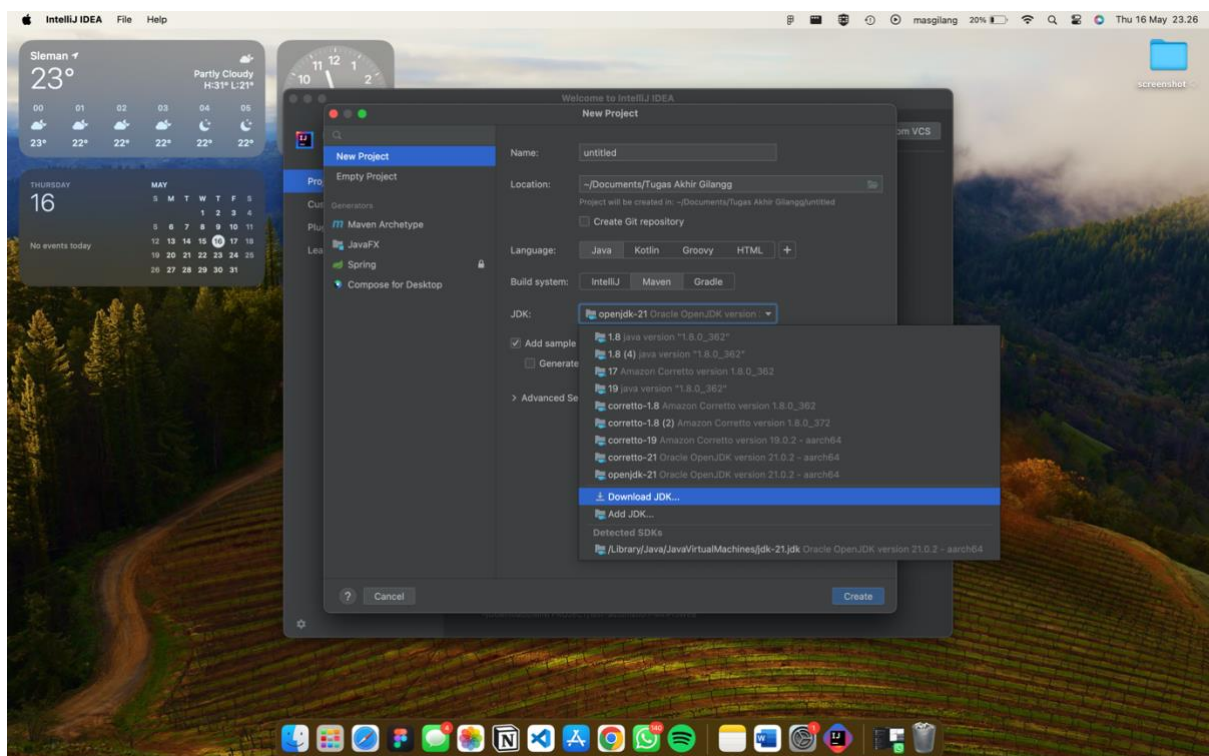 IntelliJ IDEA File Help masgilang 20% Thu 16 May 23.26
Sleman
23°
Partly Cloudy
H:31° L:21°
00 01 02 03 04 05
23° 22° 22° 22° 22° 22°
11 12 1
10 2
screenshot
THURSDAY
16
No events today
MAY
S M T W T F S
1 2 3 4
5 6 7 8 9 10 11
12 13 14 15 16 17 18
19 20 21 22 23 24 25
26 27 28 29 30 31
Welcome to IntelliJ IDEA
New Project
om VCS
Pro
Cus
Plu
Lea
New Project
Empty Project
Generators
Maven Archetype
JavaFX
Spring
Compose for Desktop
Name: untitled
Location: ~/Documents/Tugas Akhir Gilangg
Project will be created in: ~/Documents/Tugas Akhir Gilangg/untitled
Create Git repository
Language: Java Kotlin Groovy HTML +
Build system: IntelliJ Maven Gradle
JDK: openjdk-21 Oracle OpenJDK version
Add sample
Generate
> Advanced Se
1.8 java version "1.8.0_362"
1.8 (4) java version "1.8.0_362"
17 Amazon Corretto version 1.8.0_362
19 java version "1.8.0_362"
corretto-1.8 Amazon Corretto version 1.8.0_362
corretto-1.8 (2) Amazon Corretto version 1.8.0_372
corretto-19 Amazon Corretto version 19.0.2 - aarch64
corretto-21 Oracle OpenJDK version 21.0.2 - aarch64
openjdk-21 Oracle OpenJDK version 21.0.2 - aarch64
Download JDK...
Add JDK...
Detected SDKs
/Library/Java/JavaVirtualMachines/jdk-21.jdk Oracle OpenJDK version 21.0.2 - aarch64
? Cancel Create
4
140
1